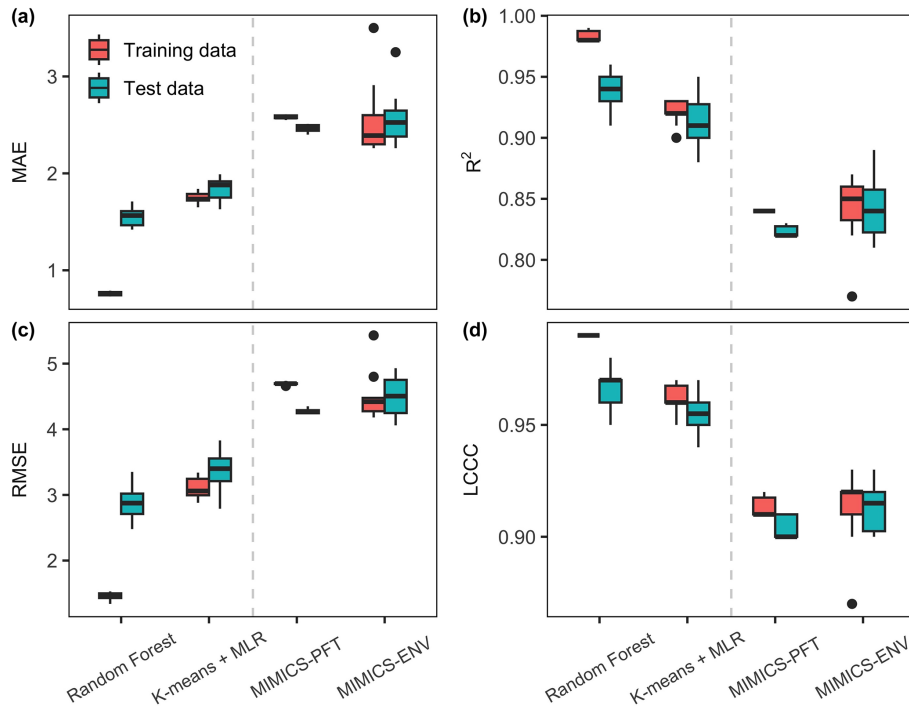 (a)
Training data
Test data
MAE
3
2
1
(b)
R²
1.00
0.95
0.90
0.85
0.80
(c)
RMSE
5
4
3
2
(d)
LCCC
0.95
0.90
Random Forest
K-means + MLR
MIMICS-PFT
MIMICS-ENV
Random Forest
K-means + MLR
MIMICS-PFT
MIMICS-ENV